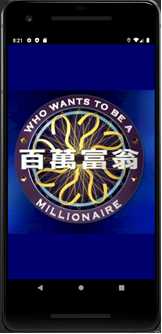 8:21
WHO WANTS TO BE A
百萬富翁
MILLIONAIRE